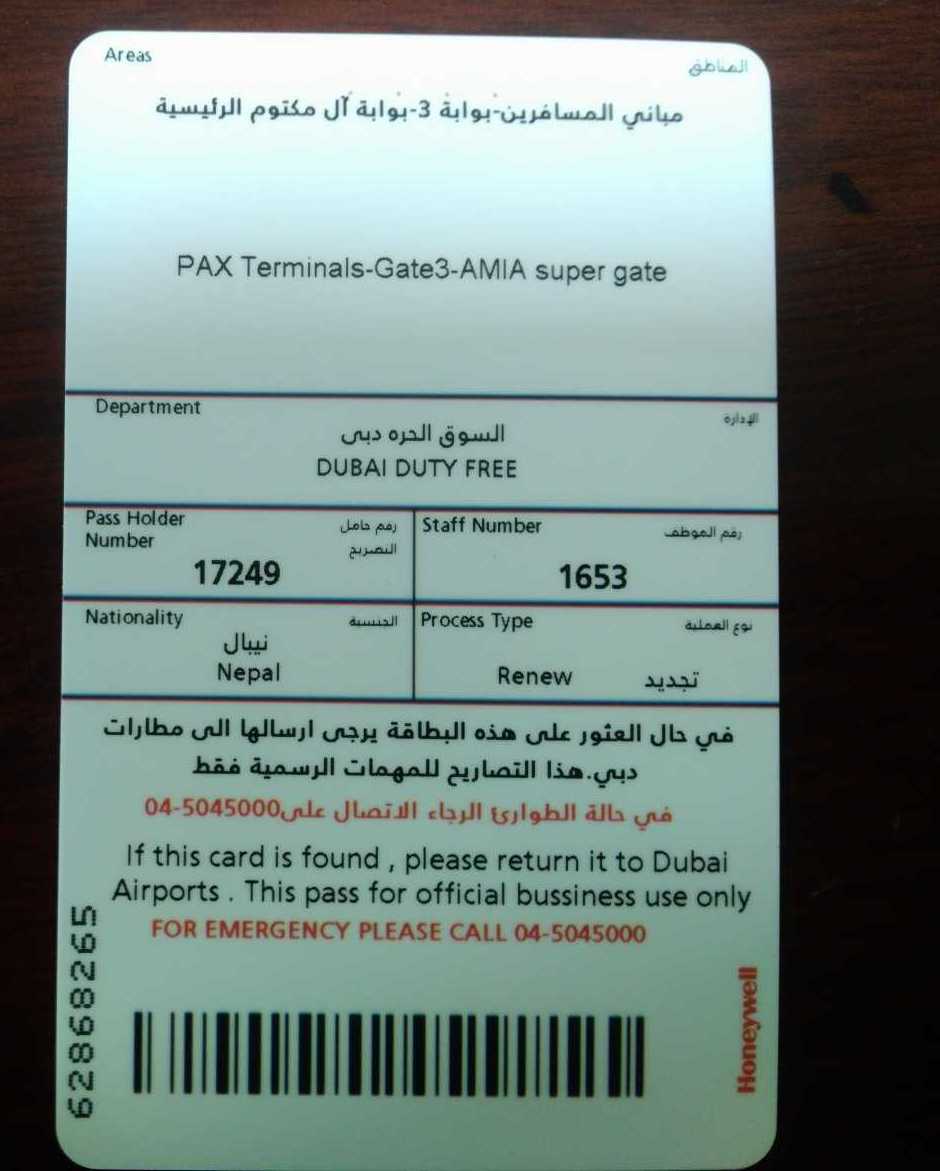 Areas المناطق
مباني المسافرين-بوابة 3-بوابة آل مكتوم الرئيسية
PAX Terminals-Gate3-AMIA super gate
Department الإدارة
السوق الحره دبى
DUBAI DUTY FREE
Pass Holder رقم حامل
Number التصريح
17249
Staff Number رقم الموظف
1653
Nationality الجنسية
نيبال
Nepal
Process Type نوع العملية
Renew تجديد
في حال العثور على هذه البطاقة يرجى ارسالها الى مطارات
دبي.هذا التصاريح للمهمات الرسمية فقط
في حالة الطوارئ الرجاء الاتصال على04-5045000
If this card is found , please return it to Dubai
Airports . This pass for official bussiness use only
FOR EMERGENCY PLEASE CALL 04-5045000
62868265
Honeywell